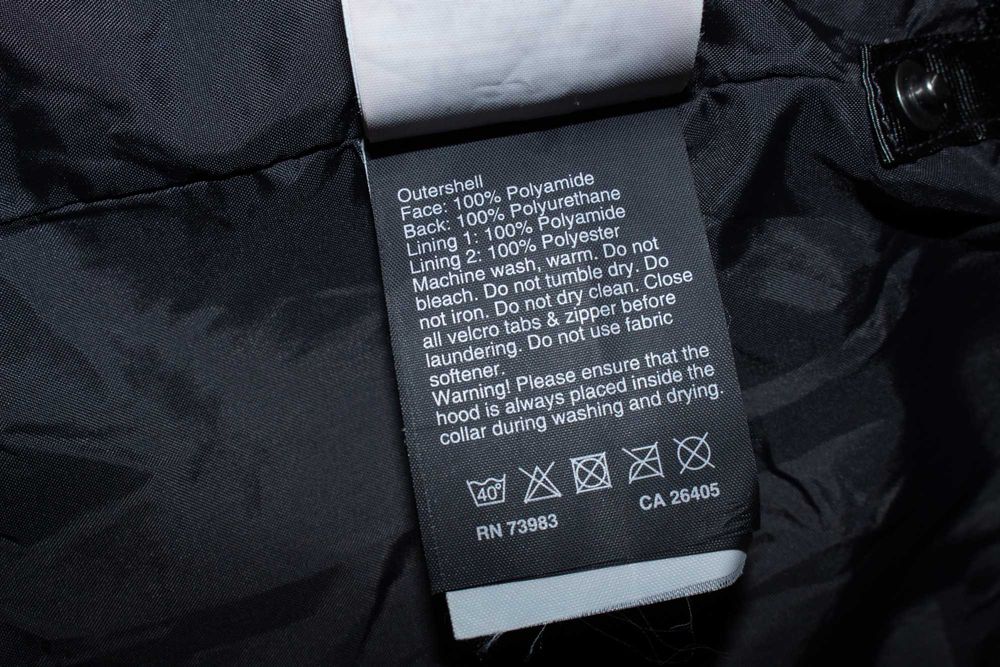 Outershell
Face: 100% Polyamide
Back: 100% Polyurethane
Lining 1: 100% Polyamide
Lining 2: 100% Polyester
Machine wash, warm. Do not
bleach. Do not tumble dry. Do
not iron. Do not dry clean. Close
all velcro tabs & zipper before
laundering. Do not use fabric
softener.
Warning! Please ensure that the
hood is always placed inside the
collar during washing and drying.
40°
RN 73983
CA 26405